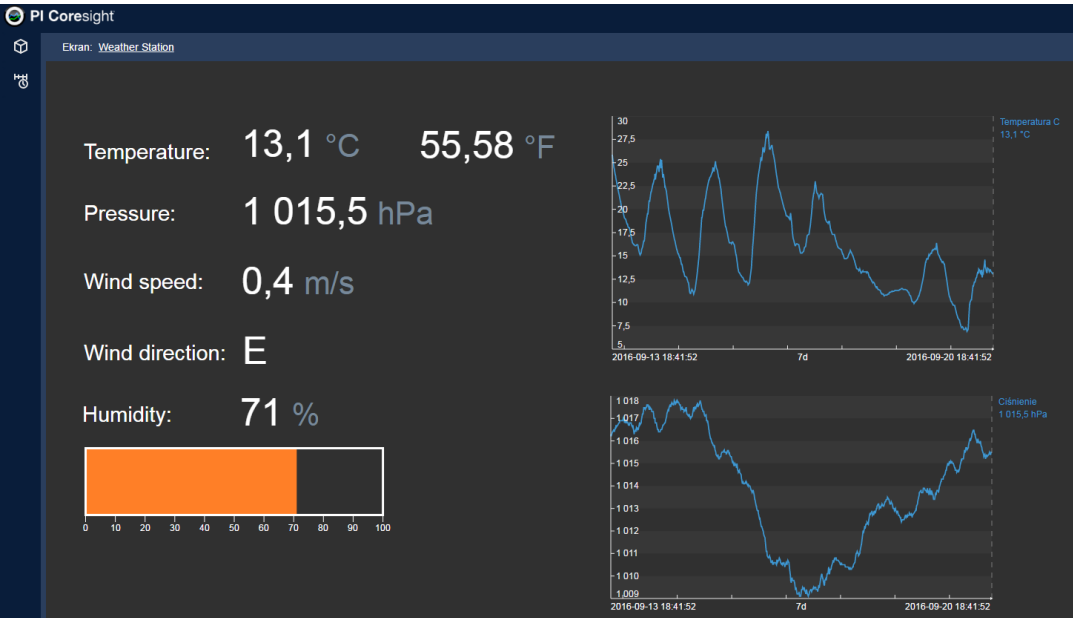 PI Coresight
Ekran: Weather Station
Temperature: 13,1 °C 55,58 °F
Pressure: 1 015,5 hPa
Wind speed: 0,4 m/s
Wind direction: E
Humidity: 71 %
0 10 20 30 40 50 60 70 80 90 100
30
27,5
25
22,5
20
17,5
15
12,5
10
7,5
5
2016-09-13 18:41:52 7d 2016-09-20 18:41:52
Temperatura C
13,1 °C
1 018
1 017
1 016
1 015
1 014
1 013
1 012
1 011
1 010
1 009
2016-09-13 18:41:52 7d 2016-09-20 18:41:52
Ciśnienie
1 015,5 hPa